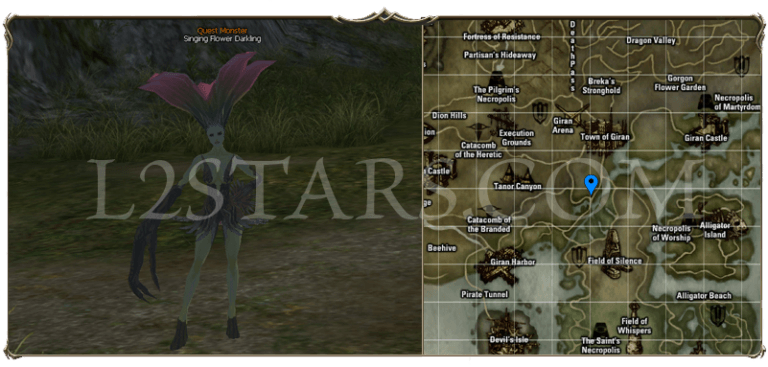 Quest Monster
Singing Flower Darkling
L2STARS.COM
DeathPass
Fortress of Resistance
Dragon Valley
Partisan's Hideaway
Breka's
Stronghold
Gorgon
Flower Garden
The Pilgrim's
Necropolis
Necropolis
of Martyrdom
Dion Hills
Giran
Arena
Execution
Grounds
Town of Giran
Giran Castle
Catacomb
of the Heretic
Castle
Tanor Canyon
Catacomb of
the Branded
Necropolis
of Worship
Alligator
Island
Beehive
Giran Harbor
Field of Silence
Pirate Tunnel
Alligator Beach
Field of
Whispers
Devil's Isle
The Saint's
Necropolis